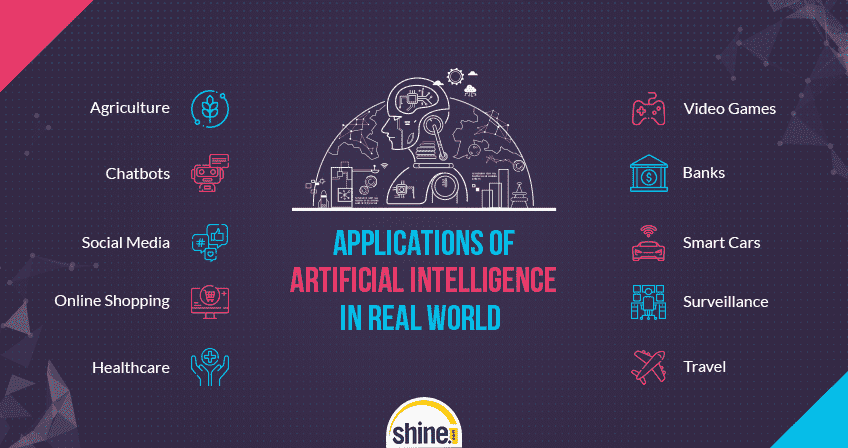 Agriculture
Chatbots
Social Media
Online Shopping
Healthcare
APPLICATIONS OF
ARTIFICIAL INTELLIGENCE
IN REAL WORLD
Video Games
Banks
Smart Cars
Surveillance
Travel
shine.com